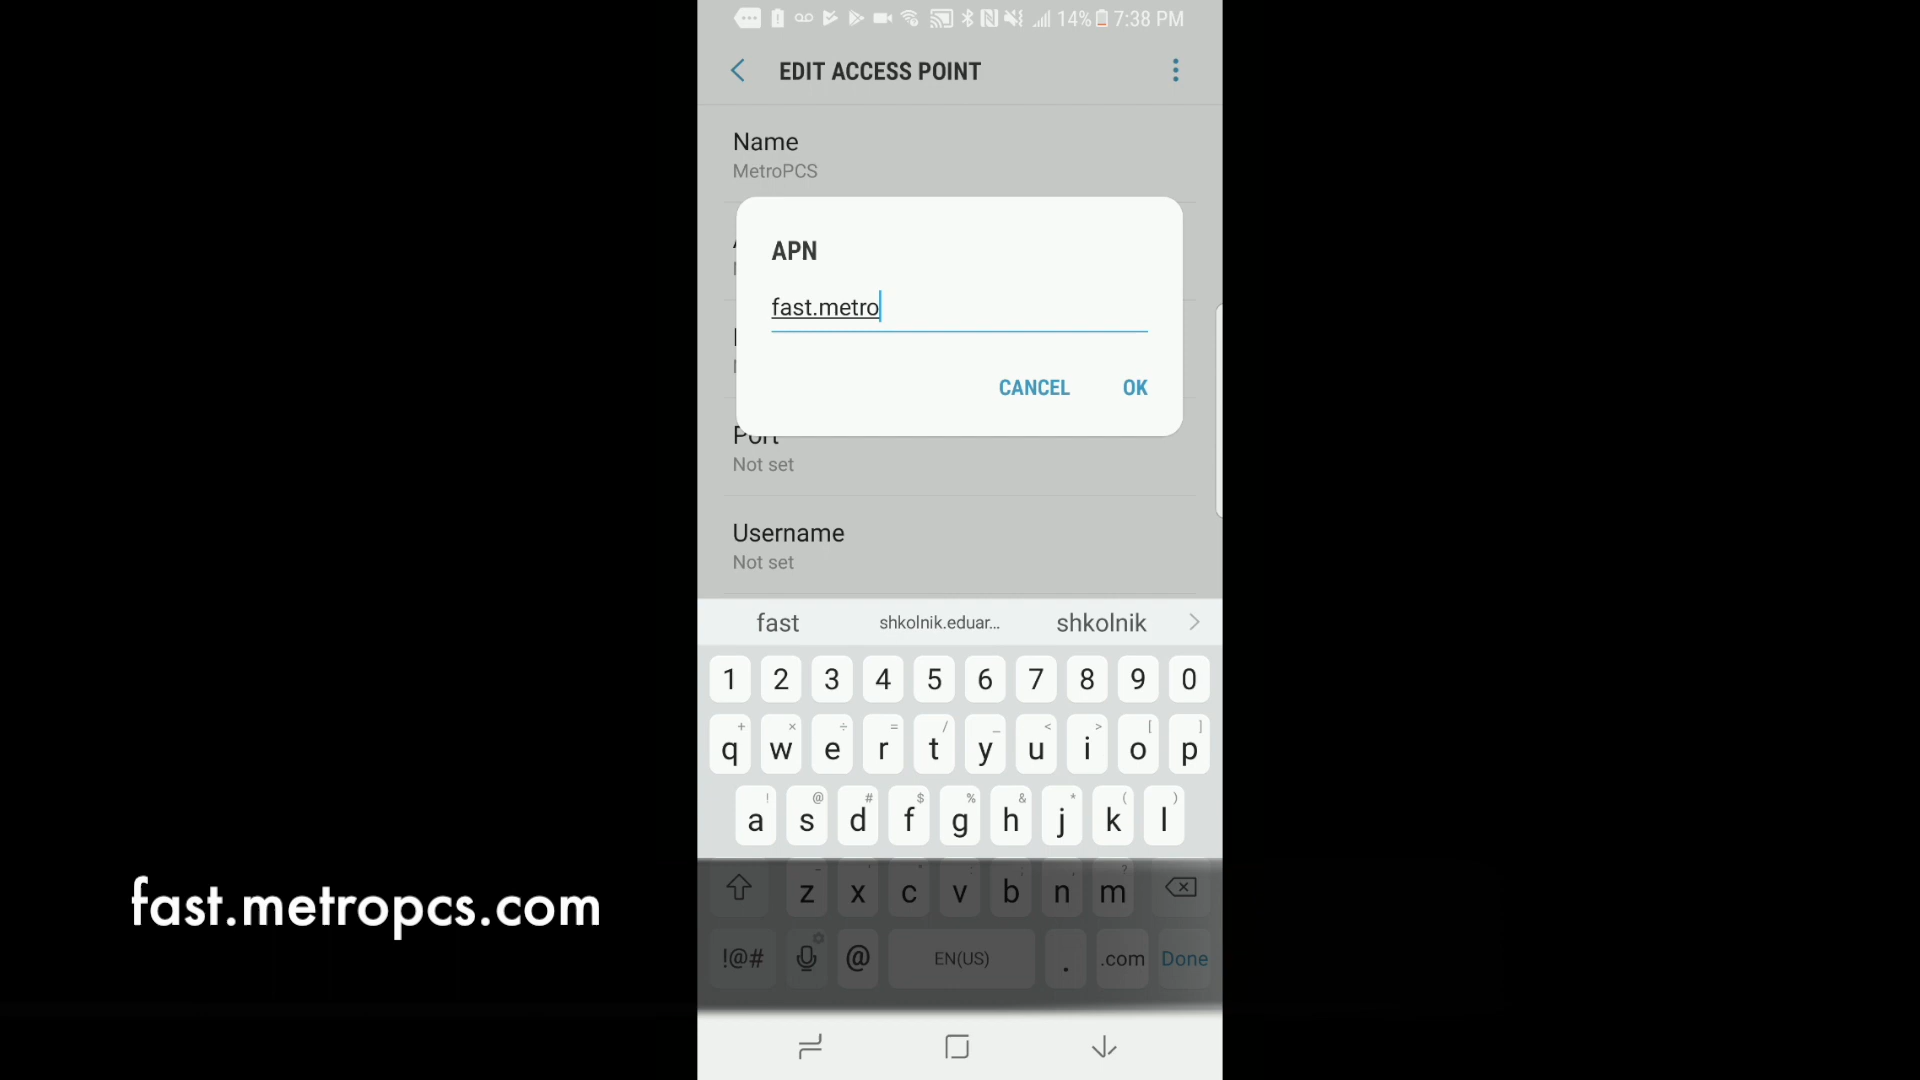 14% 7:38 PM
EDIT ACCESS POINT
Name
MetroPCS
APN
fast.metro
CANCEL OK
Port
Not set
Username
Not set
fast shkolnik.eduar... shkolnik
1 2 3 4 5 6 7 8 9 0
+ × ÷ = / _ < > [ ]
q w e r t y u i o p
! @ # $ % & * ( )
a s d f g h j k l
z x c v b n m
fast.metropcs.com
!@# @ EN(US) . .com Done